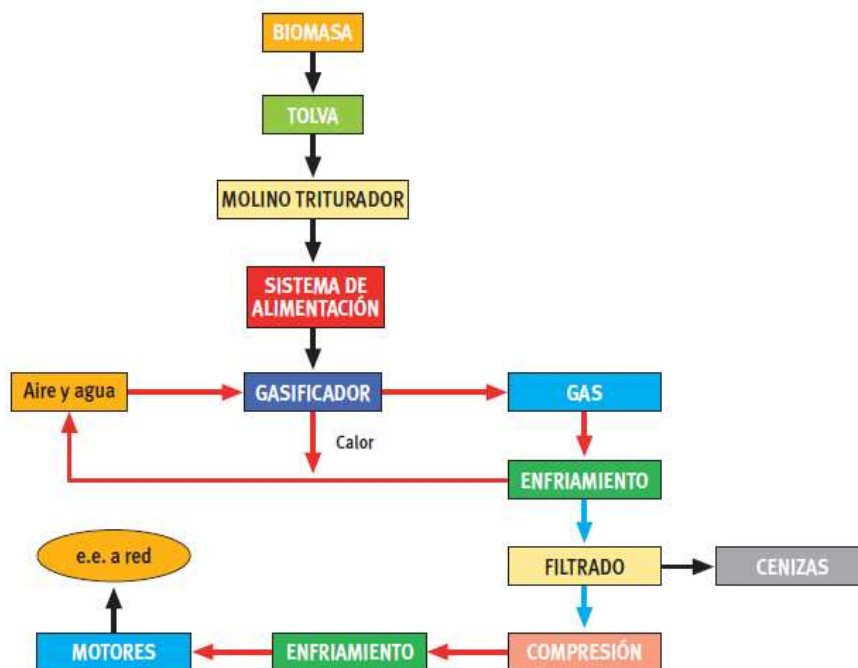 BIOMASA
TOLVA
MOLINO TRITURADOR
SISTEMA DE
ALIMENTACIÓN
Aire y agua
GASIFICADOR
GAS
Calor
ENFRIAMIENTO
e.e. a red
FILTRADO
CENIZAS
MOTORES
ENFRIAMIENTO
COMPRESIÓN